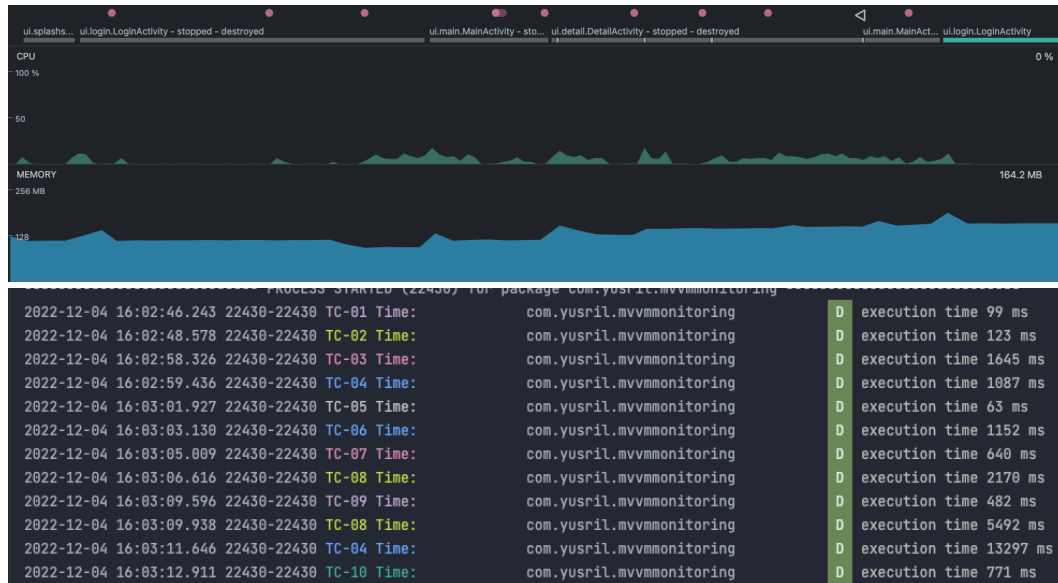 ui.splashs... ui.login.LoginActivity - stopped - destroyed ui.main.MainActivity - sto... ui.detail.DetailActivity - stopped - destroyed ui.main.MainAct... ui.login.LoginActivity
CPU 0 %
100 %
50
MEMORY 164.2 MB
256 MB
128
PROCESS STARTED (22430) for package com.yusril.mvvmmonitoring
2022-12-04 16:02:46.243 22430-22430 TC-01 Time: com.yusril.mvvmmonitoring D execution time 99 ms
2022-12-04 16:02:48.578 22430-22430 TC-02 Time: com.yusril.mvvmmonitoring D execution time 123 ms
2022-12-04 16:02:58.326 22430-22430 TC-03 Time: com.yusril.mvvmmonitoring D execution time 1645 ms
2022-12-04 16:02:59.436 22430-22430 TC-04 Time: com.yusril.mvvmmonitoring D execution time 1087 ms
2022-12-04 16:03:01.927 22430-22430 TC-05 Time: com.yusril.mvvmmonitoring D execution time 63 ms
2022-12-04 16:03:03.130 22430-22430 TC-06 Time: com.yusril.mvvmmonitoring D execution time 1152 ms
2022-12-04 16:03:05.009 22430-22430 TC-07 Time: com.yusril.mvvmmonitoring D execution time 640 ms
2022-12-04 16:03:06.616 22430-22430 TC-08 Time: com.yusril.mvvmmonitoring D execution time 2170 ms
2022-12-04 16:03:09.596 22430-22430 TC-09 Time: com.yusril.mvvmmonitoring D execution time 482 ms
2022-12-04 16:03:09.938 22430-22430 TC-08 Time: com.yusril.mvvmmonitoring D execution time 5492 ms
2022-12-04 16:03:11.646 22430-22430 TC-04 Time: com.yusril.mvvmmonitoring D execution time 13297 ms
2022-12-04 16:03:12.911 22430-22430 TC-10 Time: com.yusril.mvvmmonitoring D execution time 771 ms